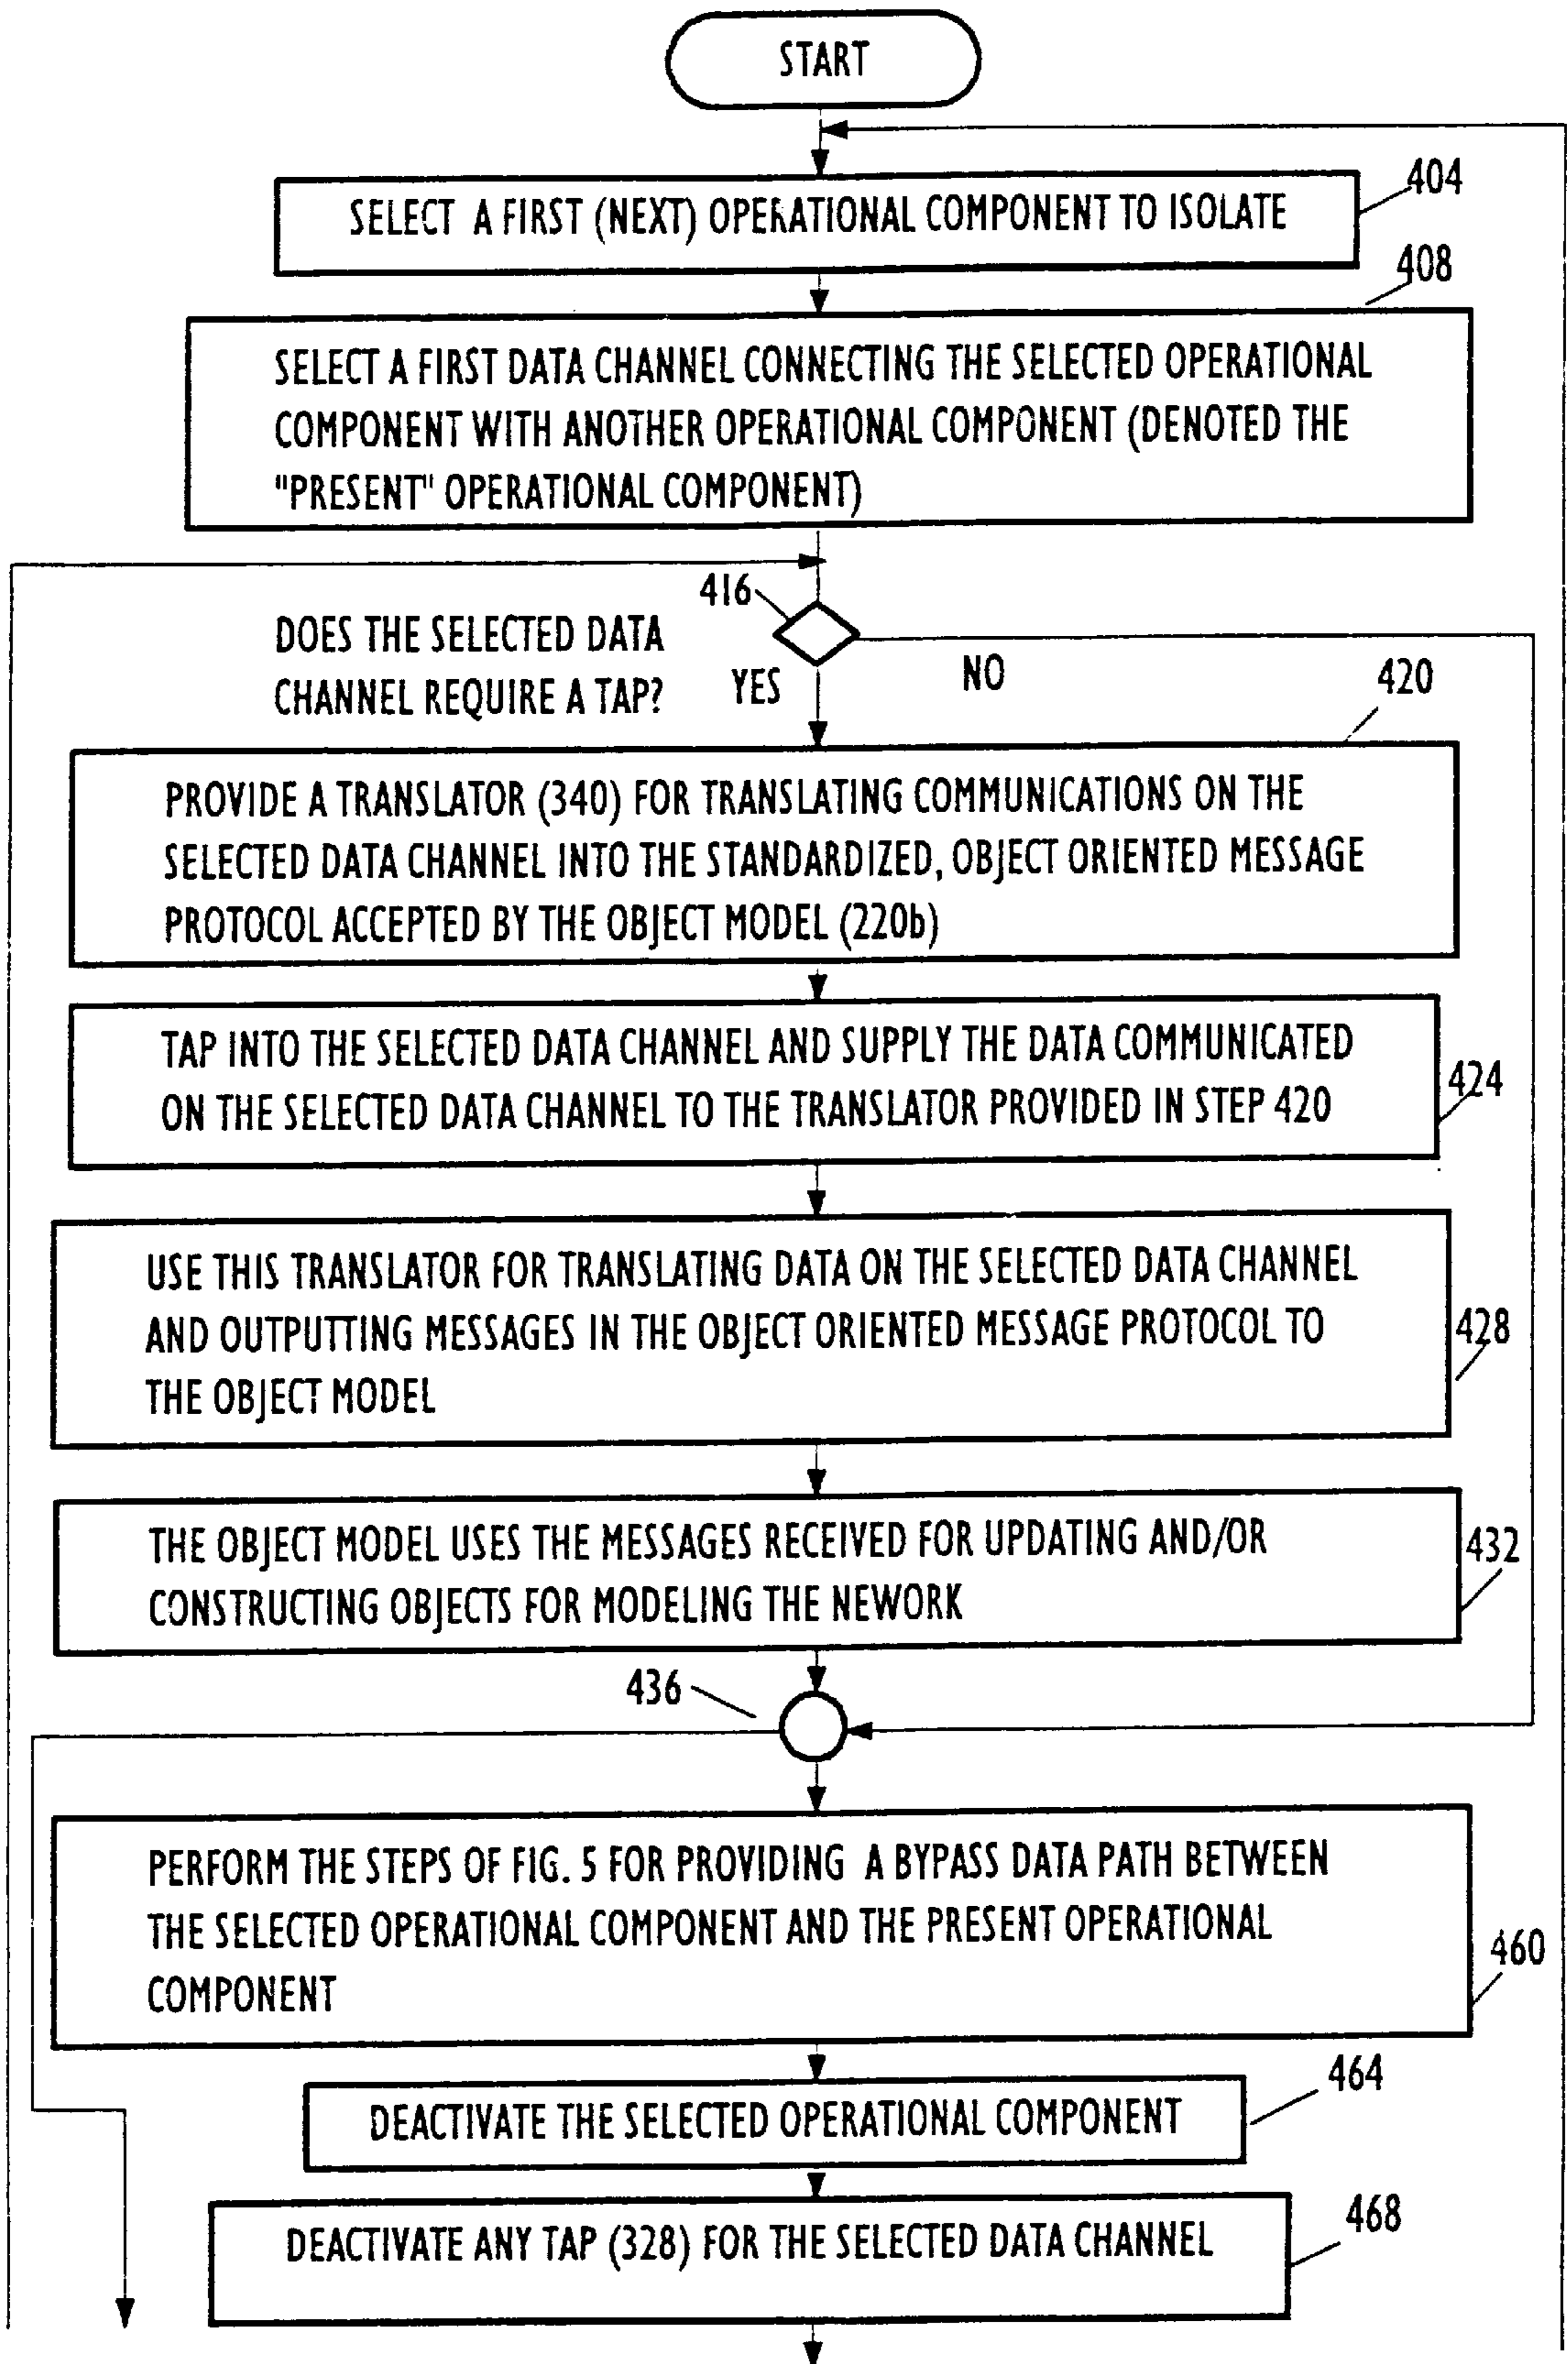 START
404
SELECT A FIRST (NEXT) OPERATIONAL COMPONENT TO ISOLATE
408
SELECT A FIRST DATA CHANNEL CONNECTING THE SELECTED OPERATIONAL
COMPONENT WITH ANOTHER OPERATIONAL COMPONENT (DENOTED THE
"PRESENT" OPERATIONAL COMPONENT)
416
DOES THE SELECTED DATA
CHANNEL REQUIRE A TAP?
YES
NO
420
PROVIDE A TRANSLATOR (340) FOR TRANSLATING COMMUNICATIONS ON THE
SELECTED DATA CHANNEL INTO THE STANDARDIZED, OBJECT ORIENTED MESSAGE
PROTOCOL ACCEPTED BY THE OBJECT MODEL (220b)
TAP INTO THE SELECTED DATA CHANNEL AND SUPPLY THE DATA COMMUNICATED
ON THE SELECTED DATA CHANNEL TO THE TRANSLATOR PROVIDED IN STEP 420
424
USE THIS TRANSLATOR FOR TRANSLATING DATA ON THE SELECTED DATA CHANNEL
AND OUTPUTTING MESSAGES IN THE OBJECT ORIENTED MESSAGE PROTOCOL TO
THE OBJECT MODEL
428
THE OBJECT MODEL USES THE MESSAGES RECEIVED FOR UPDATING AND/OR
CONSTRUCTING OBJECTS FOR MODELING THE NEWORK
432
436
PERFORM THE STEPS OF FIG. 5 FOR PROVIDING A BYPASS DATA PATH BETWEEN
THE SELECTED OPERATIONAL COMPONENT AND THE PRESENT OPERATIONAL
COMPONENT
460
464
DEACTIVATE THE SELECTED OPERATIONAL COMPONENT
468
DEACTIVATE ANY TAP (328) FOR THE SELECTED DATA CHANNEL